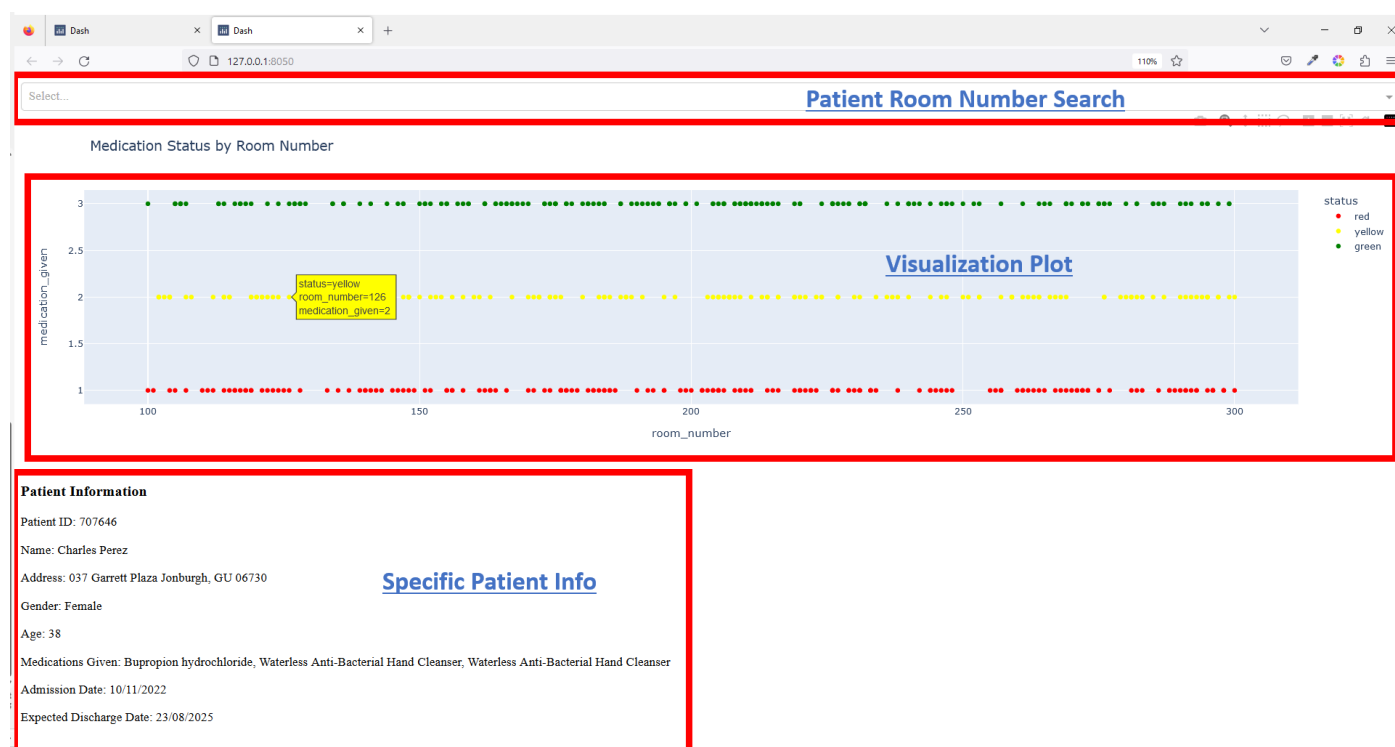 Dash
Dash
127.0.0.1:8050
110%
Select...
Patient Room Number Search
Medication Status by Room Number
3
2.5
2
1.5
1
medication_given
Visualization Plot
status=yellow
room_number=126
medication_given=2
status
red
yellow
green
100
150
200
250
300
room_number
Patient Information
Patient ID: 707646
Name: Charles Perez
Address: 037 Garrett Plaza Jonburgh, GU 06730
Specific Patient Info
Gender: Female
Age: 38
Medications Given: Bupropion hydrochloride, Waterless Anti-Bacterial Hand Cleanser, Waterless Anti-Bacterial Hand Cleanser
Admission Date: 10/11/2022
Expected Discharge Date: 23/08/2025